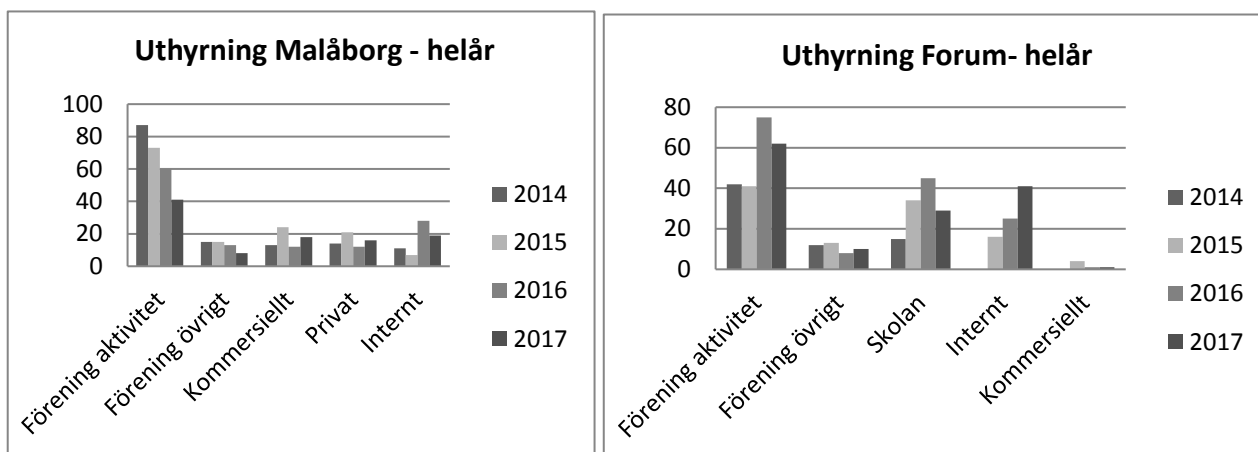 Uthyrning Malåborg - helår
100
80
60
40
20
0
Förening aktivitet
Förening övrigt
Kommersiellt
Privat
Internt
2014
2015
2016
2017
Uthyrning Forum- helår
80
60
40
20
0
Förening aktivitet
Förening övrigt
Skolan
Internt
Kommersiellt
2014
2015
2016
2017